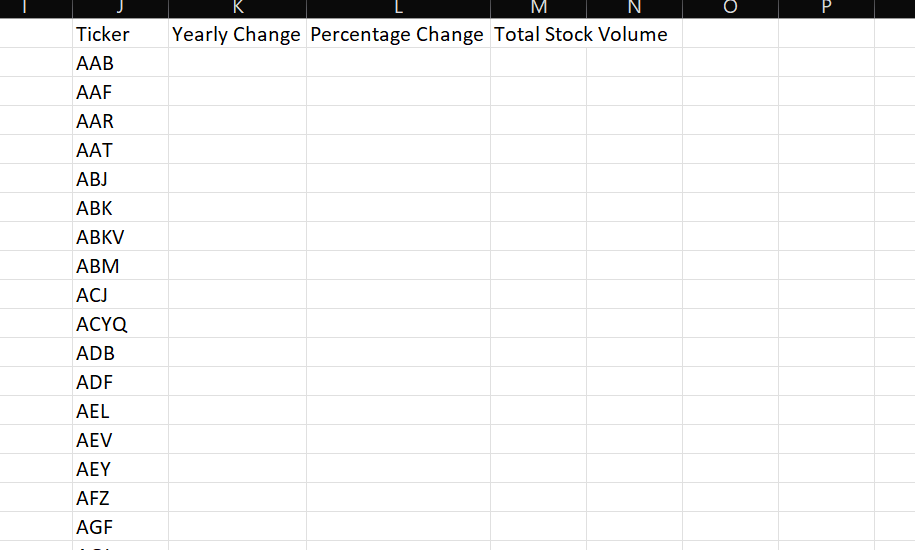 I J K L M N O P
Ticker Yearly Change Percentage Change Total Stock Volume
AAB
AAF
AAR
AAT
ABJ
ABK
ABKV
ABM
ACJ
ACYQ
ADB
ADF
AEL
AEV
AEY
AFZ
AGF